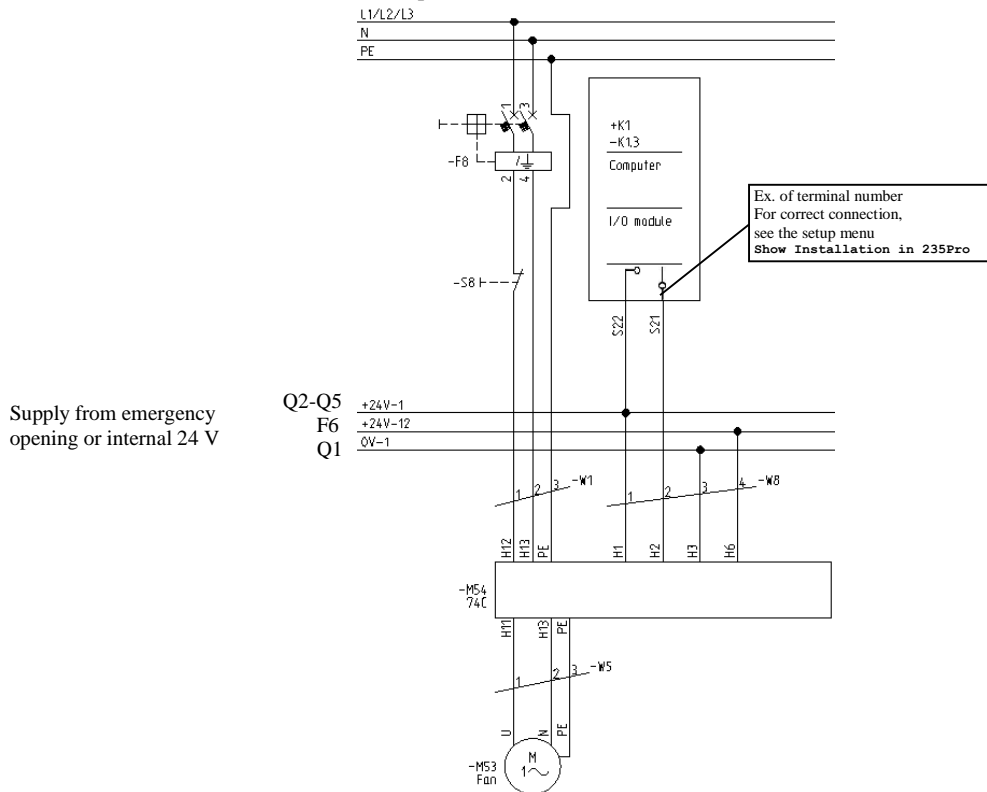 L1/L2/L3
N
PE
1
3
-F8
2
4
-S8
+K1
-K1.3
Computer
I/O module
Ex. of terminal number
For correct connection,
see the setup menu
Show Installation in 235Pro
S22
S21
Supply from emergency
opening or internal 24 V
Q2-Q5
+24V-1
F6
+24V-12
Q1
0V-1
1
2
3
-W1
1
2
3
4
-W8
H12
H13
PE
H1
H2
H3
H6
-M54
74C
H11
H13
PE
1
2
3
-W5
U
N
PE
-M53
Fan
M
1~